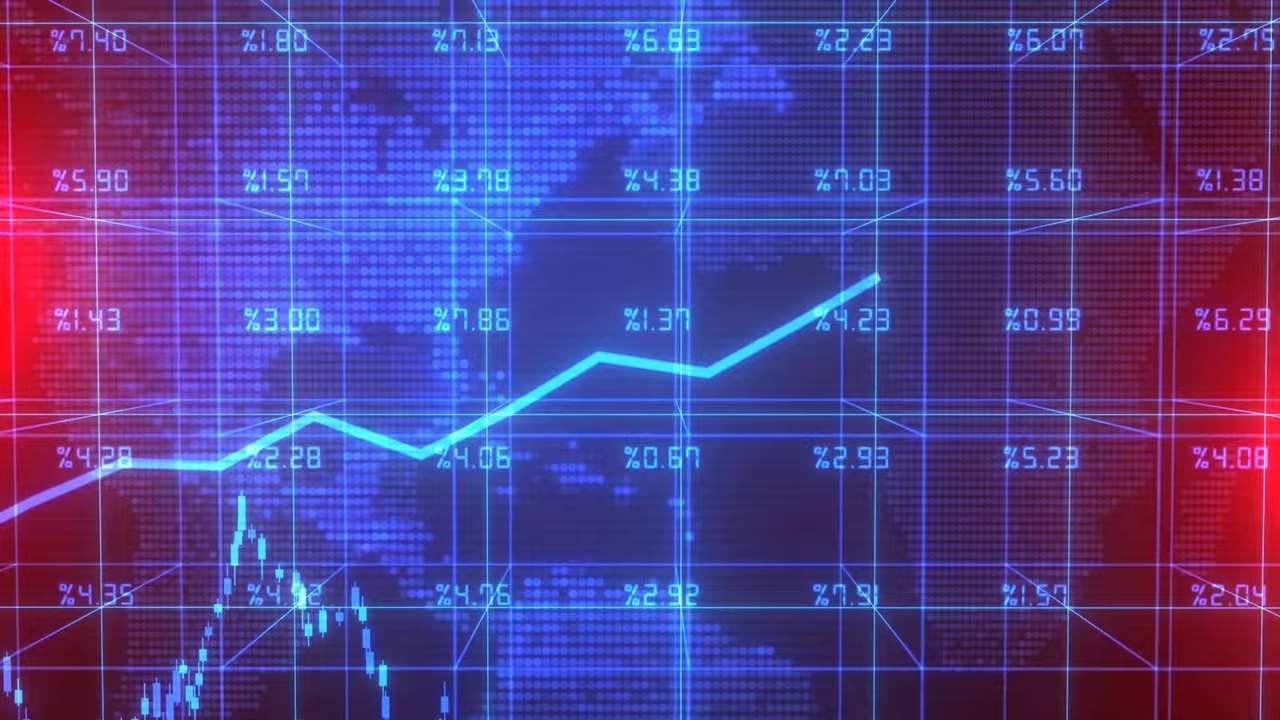 %7.40 %1.80 %7.13 %6.63 %2.23 %6.07 %2.75
%5.90 %1.57 %3.78 %4.38 %7.03 %5.60 %1.38
%1.43 %3.00 %7.86 %1.37 %4.23 %0.99 %6.29
%4.28 %2.28 %4.06 %0.67 %2.93 %5.23 %4.08
%4.35 %4.76 %2.92 %7.91 %1.57 %2.04